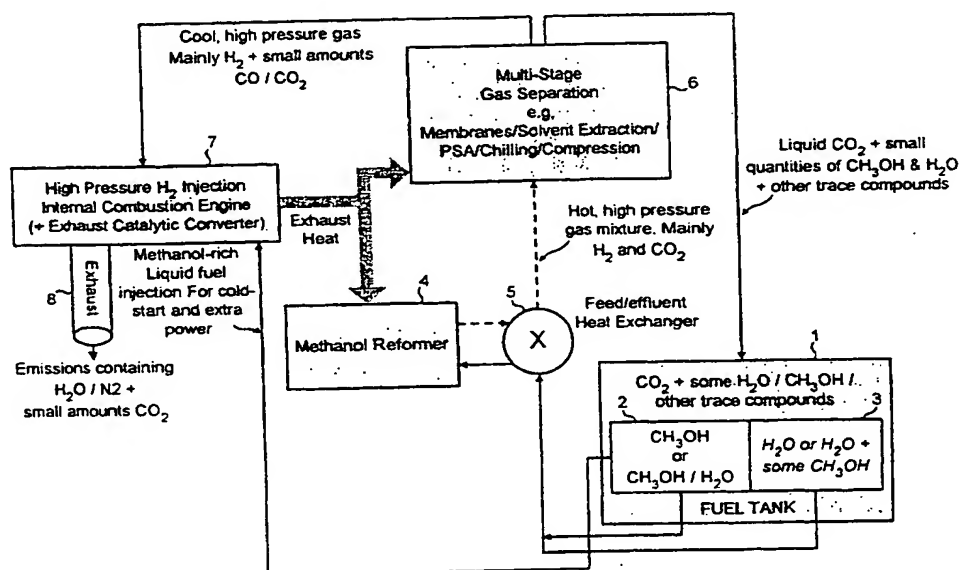 Cool, high pressure gas
Mainly H₂ + small amounts
CO / CO₂
Multi-Stage
Gas Separation
e.g,
Membranes/Solvent Extraction/
PSA/Chilling/Compression
6
7
High Pressure H₂ Injection
Internal Combustion Engine
(+ Exhaust Catalytic Converter)
Exhaust
Heat
Liquid CO₂ + small
quantities of CH₃OH & H₂O
+ other trace compounds
Hot, high pressure
gas mixture. Mainly
H₂ and CO₂
Methanol-rich
Liquid fuel
injection For cold-
start and extra
power
8
Exhaust
Emissions containing
H₂O / N2 +
small amounts CO₂
4
Methanol Reformer
5
X
Feed/effluent
Heat Exchanger
1
CO₂ + some H₂O / CH₃OH /
other trace compounds
2
3
CH₃OH
or
CH₃OH / H₂O
H₂O or H₂O +
some CH₃OH
FUEL TANK